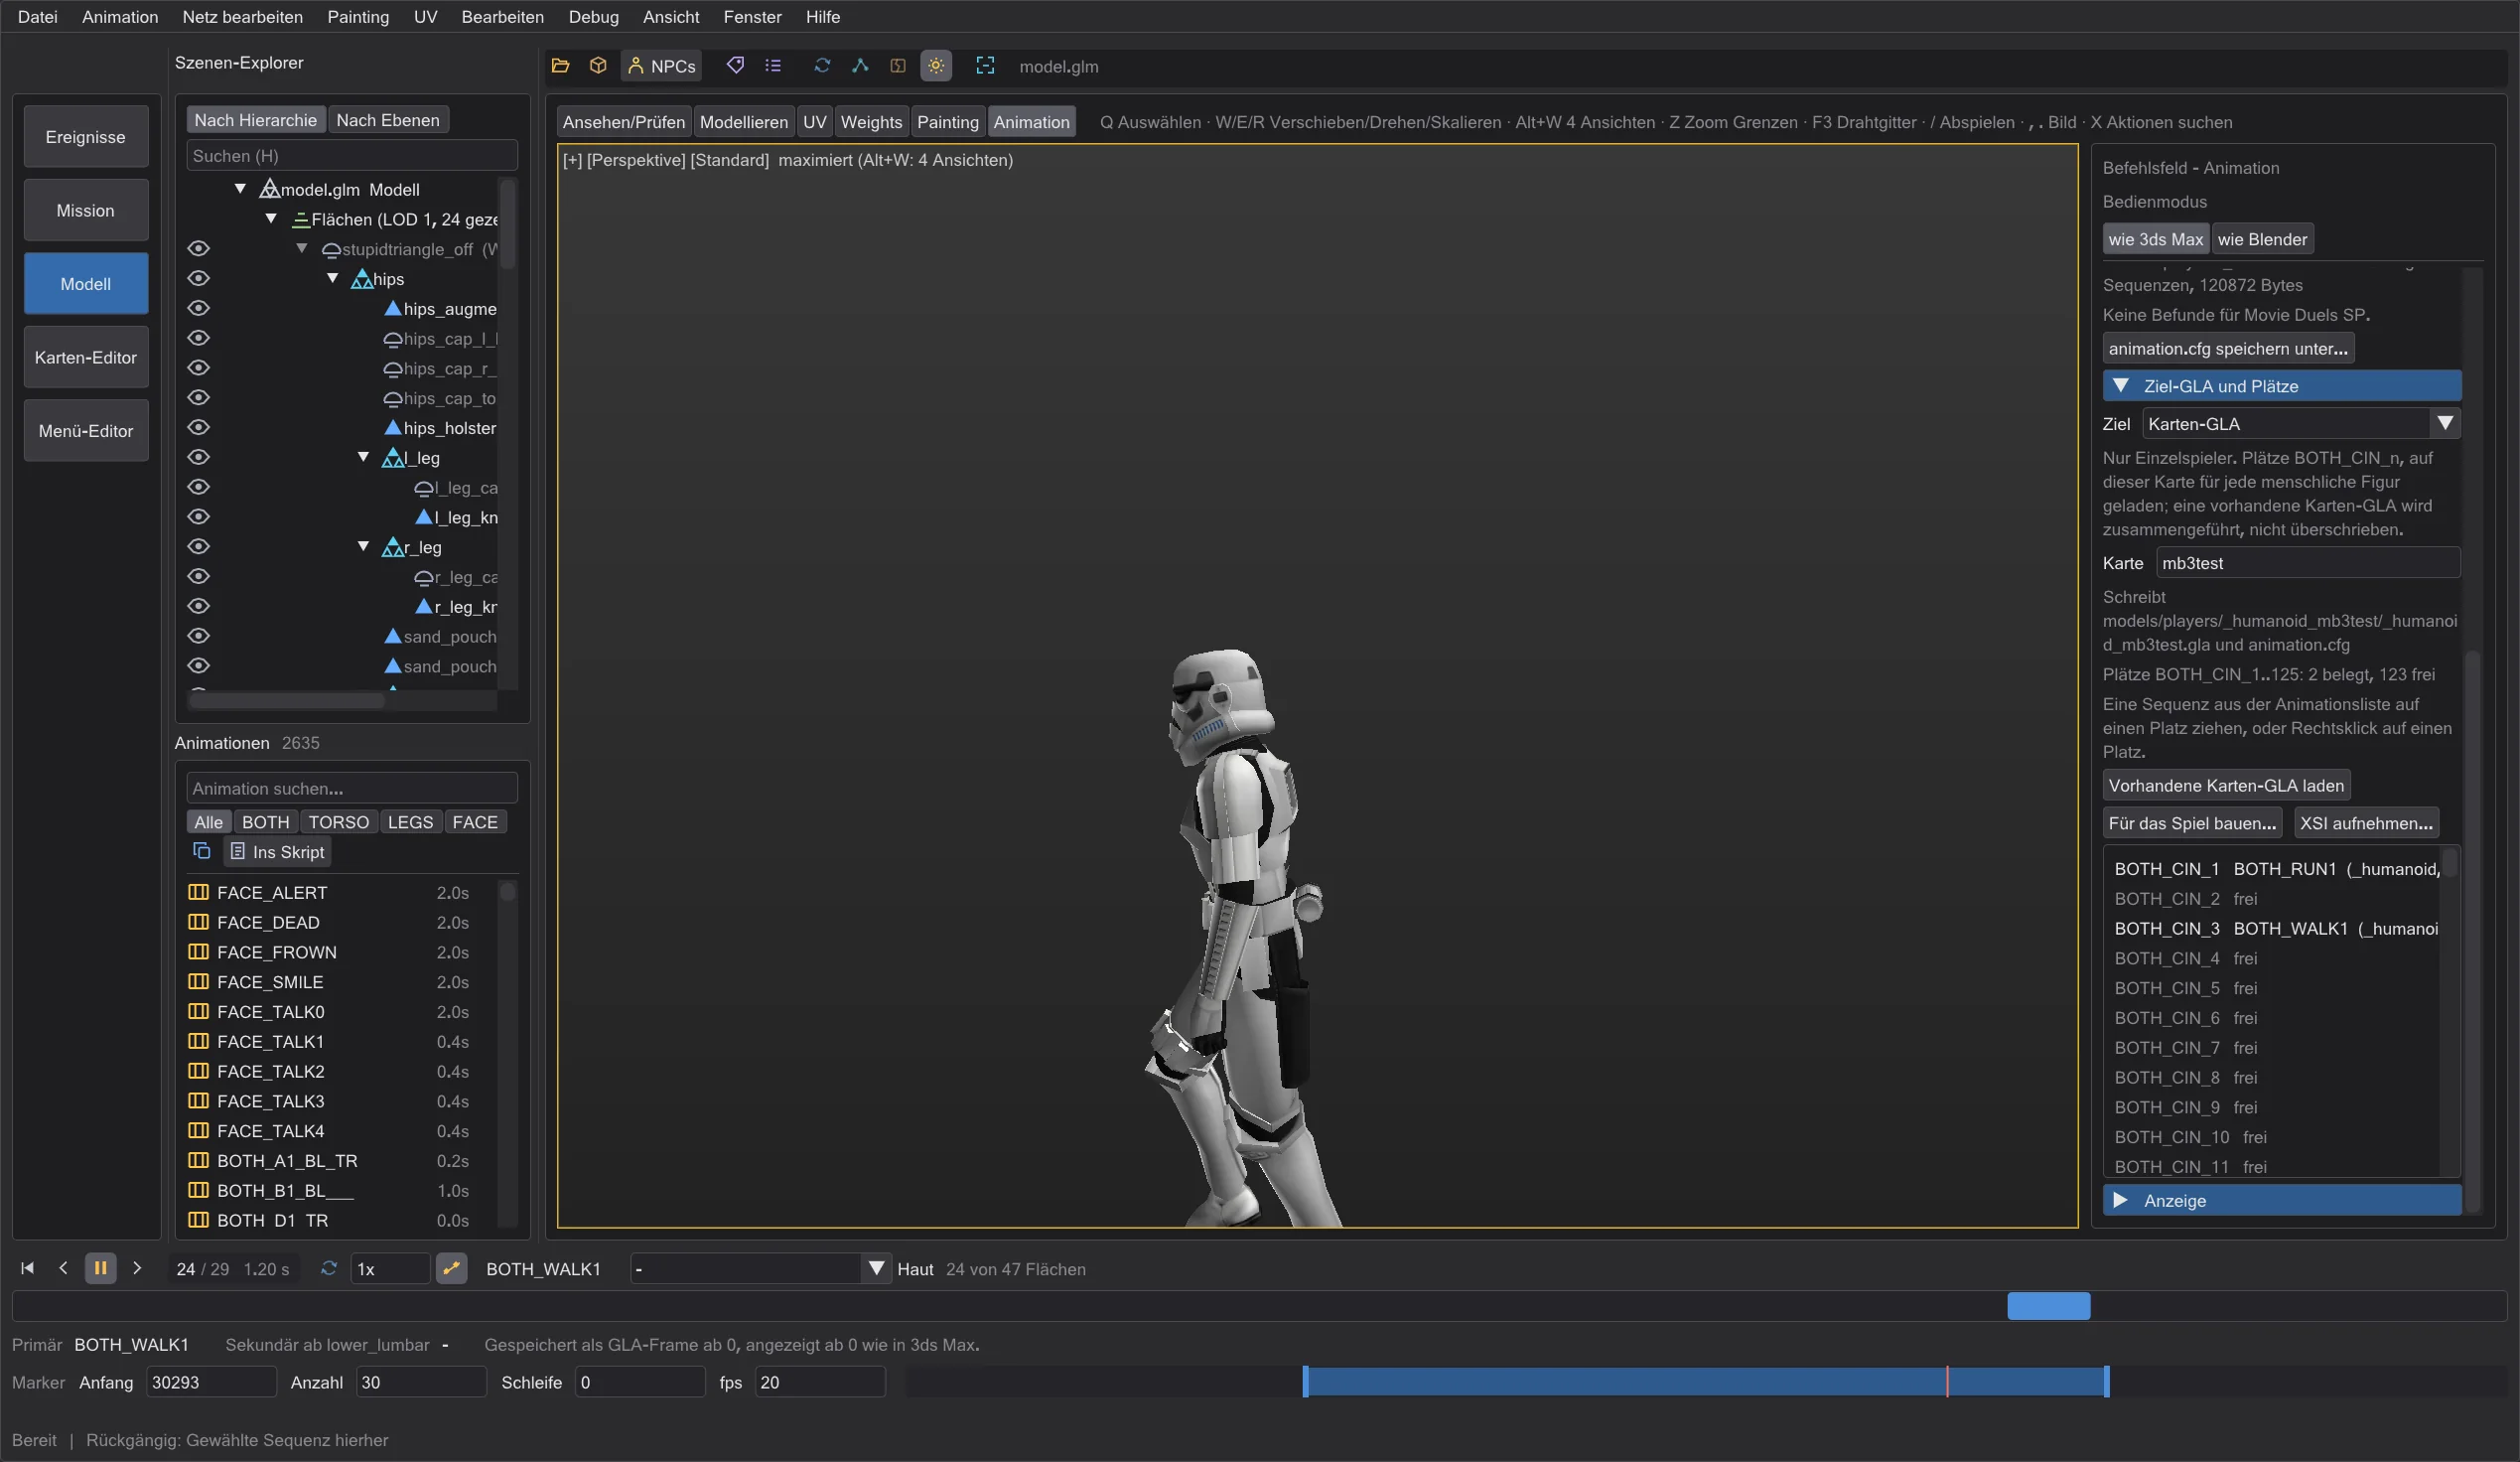 Datei Animation Netz bearbeiten Painting UV Bearbeiten Debug Ansicht Fenster Hilfe
Szenen-Explorer
NPCs
model.glm
Ereignisse
Mission
Modell
Karten-Editor
Menü-Editor
Nach Hierarchie Nach Ebenen
Suchen (H)
model.glm Modell
Flächen (LOD 1, 24 geze
stupidtriangle_off (W
hips
hips_augme
hips_cap_l_
hips_cap_r_
hips_cap_to
hips_holster
l_leg
l_leg_ca
l_leg_kn
r_leg
r_leg_ca
r_leg_kn
sand_pouch
sand_pouch
Animationen 2635
Animation suchen...
Alle BOTH TORSO LEGS FACE
Ins Skript
FACE_ALERT 2.0s
FACE_DEAD 2.0s
FACE_FROWN 2.0s
FACE_SMILE 2.0s
FACE_TALK0 2.0s
FACE_TALK1 0.4s
FACE_TALK2 0.4s
FACE_TALK3 0.4s
FACE_TALK4 0.4s
BOTH_A1_BL_TR 0.2s
BOTH_B1_BL___ 1.0s
BOTH_D1_TR 0.0s
Ansehen/Prüfen Modellieren UV Weights Painting Animation
Q Auswählen · W/E/R Verschieben/Drehen/Skalieren · Alt+W 4 Ansichten · Z Zoom Grenzen · F3 Drahtgitter · / Abspielen · , . Bild · X Aktionen suchen
[+] [Perspektive] [Standard] maximiert (Alt+W: 4 Ansichten)
Befehlsfeld - Animation
Bedienmodus
wie 3ds Max wie Blender
Sequenzen, 120872 Bytes
Keine Befunde für Movie Duels SP.
animation.cfg speichern unter...
Ziel-GLA und Plätze
Ziel Karten-GLA
Nur Einzelspieler. Plätze BOTH_CIN_n, auf
dieser Karte für jede menschliche Figur
geladen; eine vorhandene Karten-GLA wird
zusammengeführt, nicht überschrieben.
Karte mb3test
Schreibt
models/players/_humanoid_mb3test/_humanoi
d_mb3test.gla und animation.cfg
Plätze BOTH_CIN_1..125: 2 belegt, 123 frei
Eine Sequenz aus der Animationsliste auf
einen Platz ziehen, oder Rechtsklick auf einen
Platz.
Vorhandene Karten-GLA laden
Für das Spiel bauen... XSI aufnehmen...
BOTH_CIN_1 BOTH_RUN1 (_humanoid,
BOTH_CIN_2 frei
BOTH_CIN_3 BOTH_WALK1 (_humanoi
BOTH_CIN_4 frei
BOTH_CIN_5 frei
BOTH_CIN_6 frei
BOTH_CIN_7 frei
BOTH_CIN_8 frei
BOTH_CIN_9 frei
BOTH_CIN_10 frei
BOTH_CIN_11 frei
Anzeige
24 / 29 1.20 s 1x BOTH_WALK1 - Haut 24 von 47 Flächen
Primär BOTH_WALK1 Sekundär ab lower_lumbar - Gespeichert als GLA-Frame ab 0, angezeigt ab 0 wie in 3ds Max.
Marker Anfang 30293 Anzahl 30 Schleife 0 fps 20
Bereit | Rückgängig: Gewählte Sequenz hierher